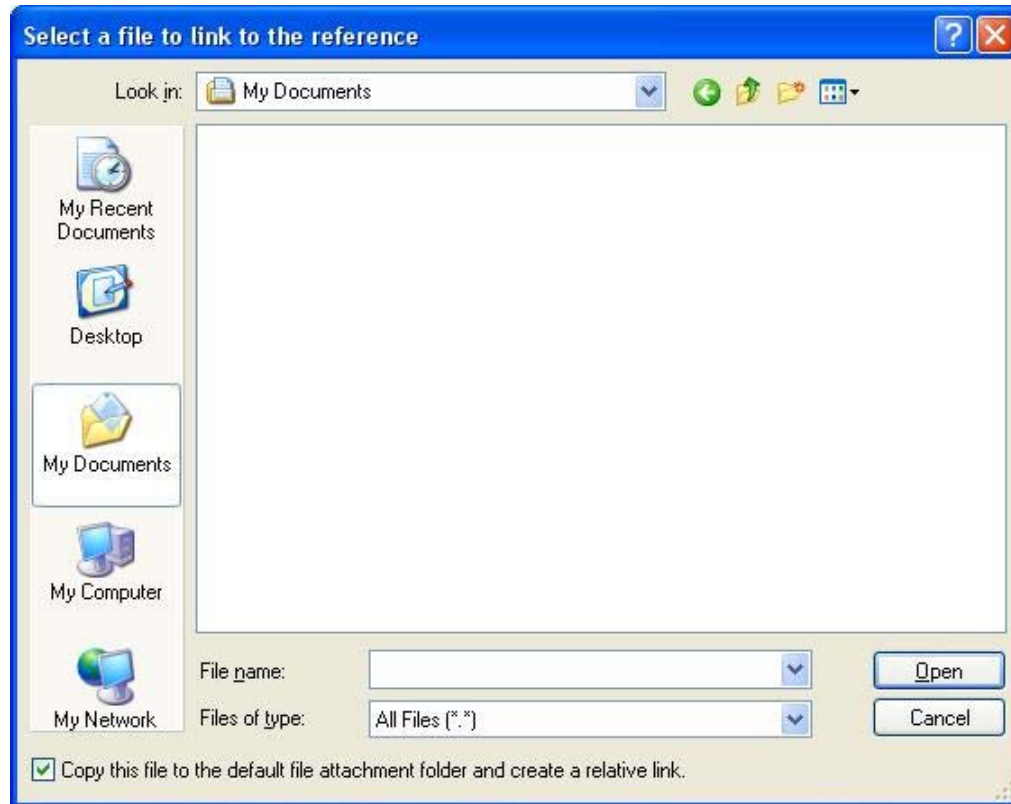 Select a file to link to the reference
Look in:
My Documents
My Recent
Documents
Desktop
My Documents
My Computer
My Network
File name:
Open
Files of type:
All Files (*.*)
Cancel
Copy this file to the default file attachment folder and create a relative link.